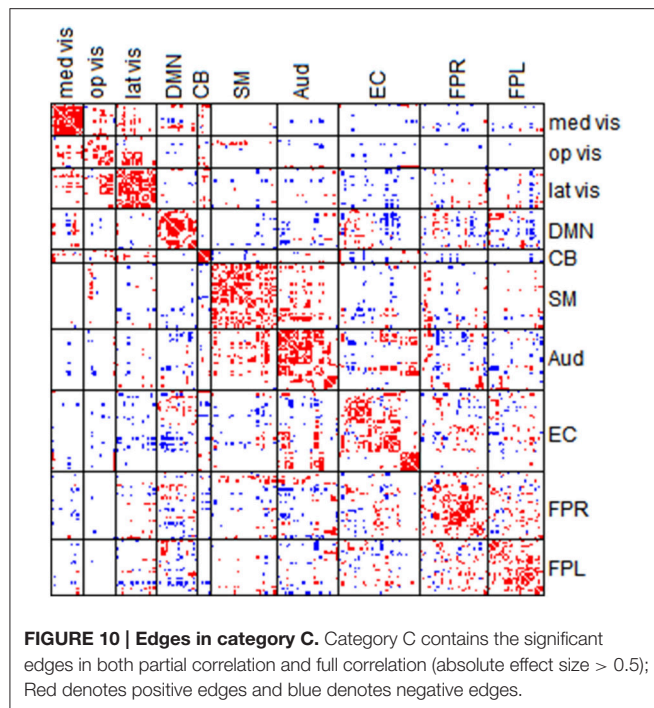 med vis
op vis
lat vis
DMN
CB
SM
Aud
EC
FPR
FPL
med vis
op vis
lat vis
DMN
CB
SM
Aud
EC
FPR
FPL
FIGURE 10 | Edges in category C. Category C contains the significant
edges in both partial correlation and full correlation (absolute effect size > 0.5);
Red denotes positive edges and blue denotes negative edges.